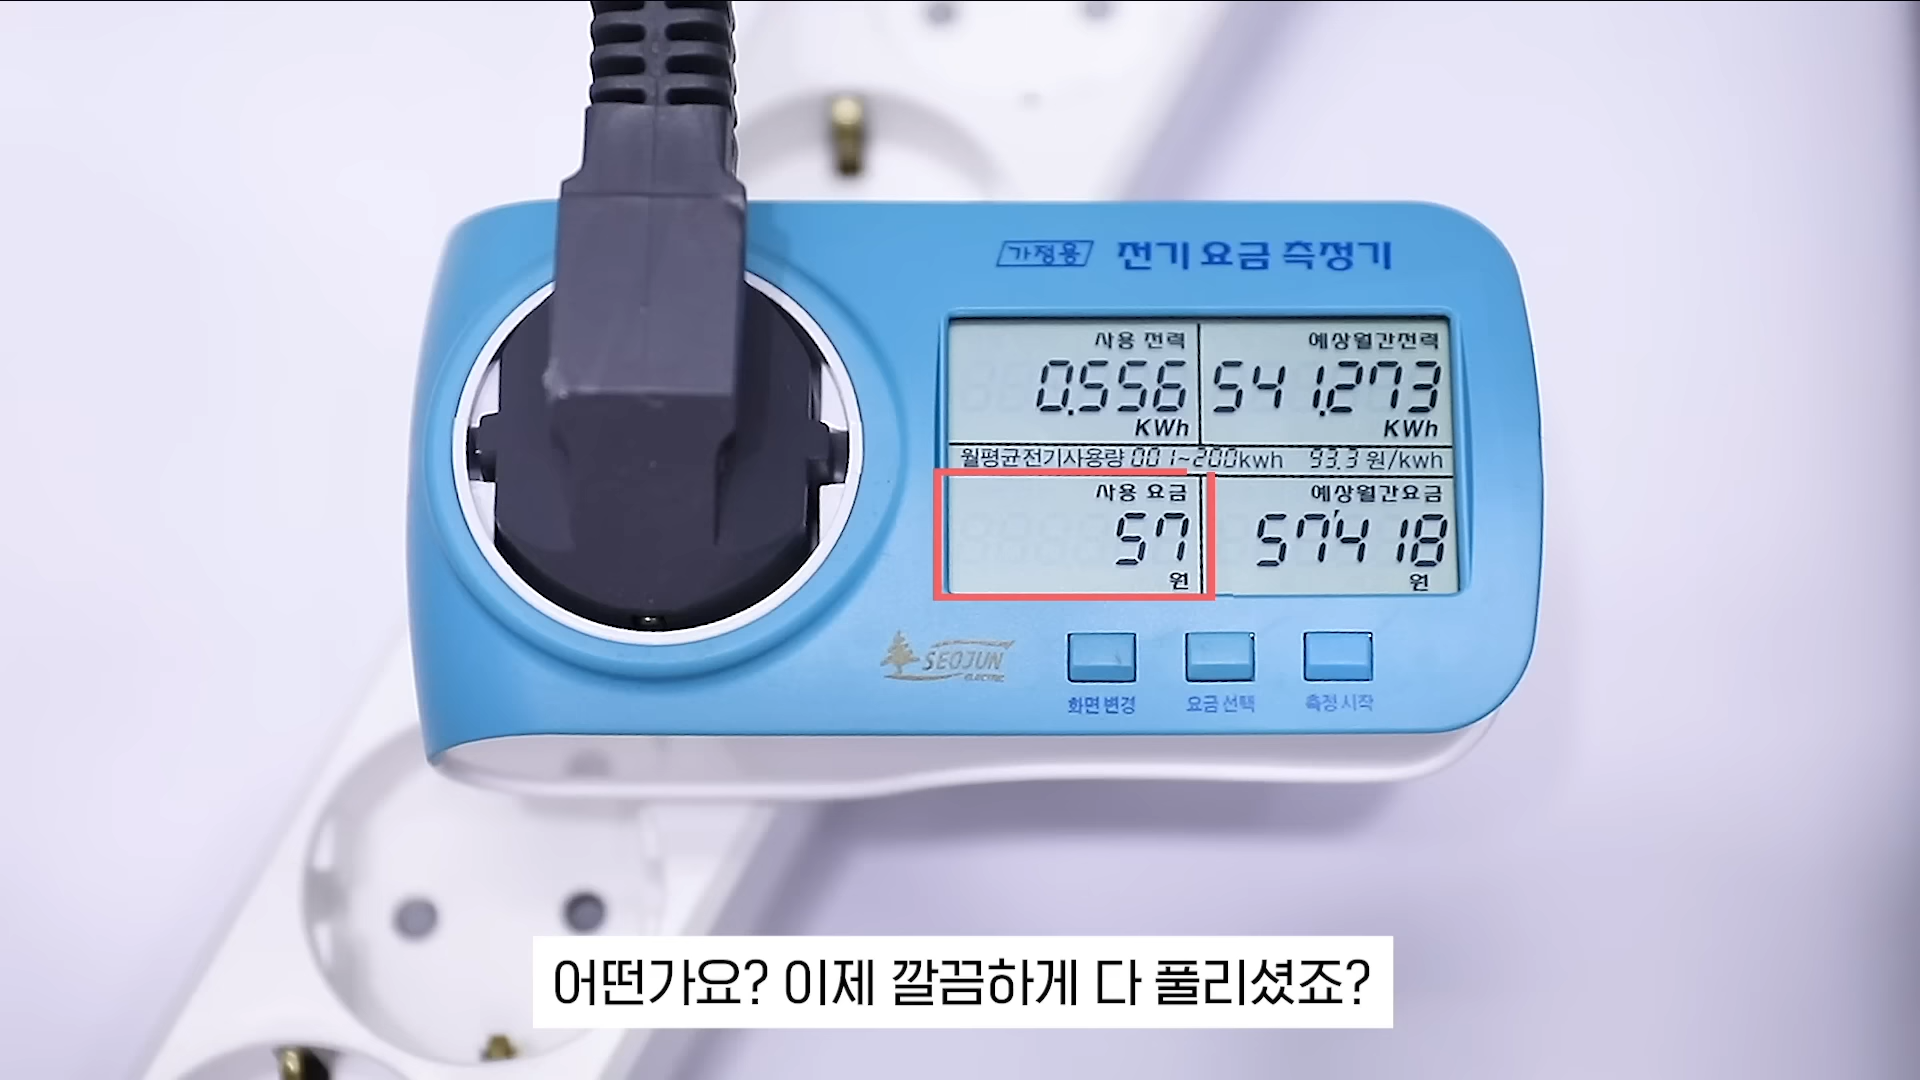 가정용 전기 요금 측정기
사용 전력 예상월간전력
0.556 541.273
KWh KWh
월평균전기사용량 001~200kwh 93.3 원/kwh
사용 요금 예상월간요금
57 57,418
원 원
SEOJUN
ELECTRIC
화면 변경 요금 선택 측정 시작
어떤가요? 이제 깔끔하게 다 풀리셨죠?